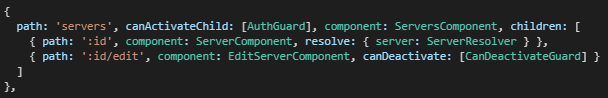 {
path: 'servers', canActivateChild: [AuthGuard], component: ServersComponent, children: [
{ path: ':id', component: ServerComponent, resolve: { server: ServerResolver } },
{ path: ':id/edit', component: EditServerComponent, canDeactivate: [CanDeactivateGuard] }
]
},